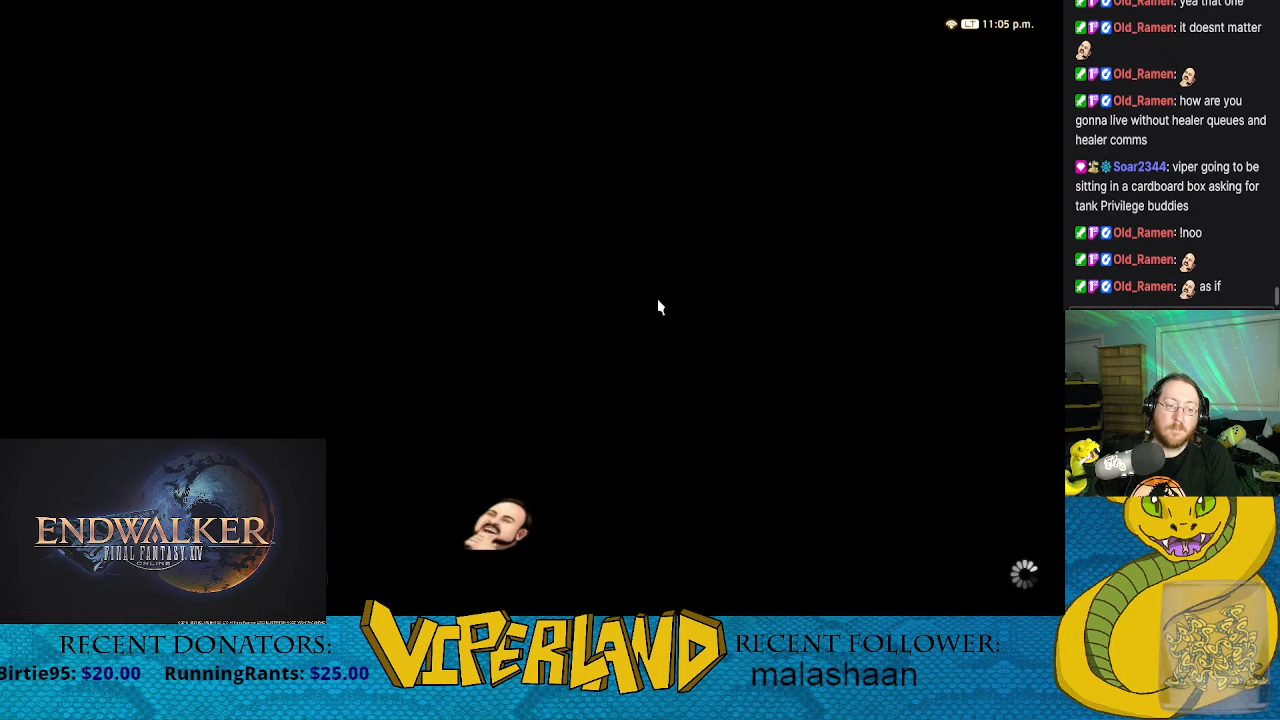 11:05 p.m.
LT
yea that one
Old_Ramen: it doesnt matter
Old_Ramen:
Old_Ramen: how are you
gonna live without healer queues and
healer comms
Soar2344: viper going to be
sitting in a cardboard box asking for
tank Privilege buddies
Old_Ramen: !noo
Old_Ramen:
Old_Ramen: as if
ENDWALKER
FINAL FANTASY XIV
ONLINE
RECENT DONATORS:
Birtie95: $20.00 RunningRants: $25.00
VIPERLAND
RECENT FOLLOWER:
malashaan